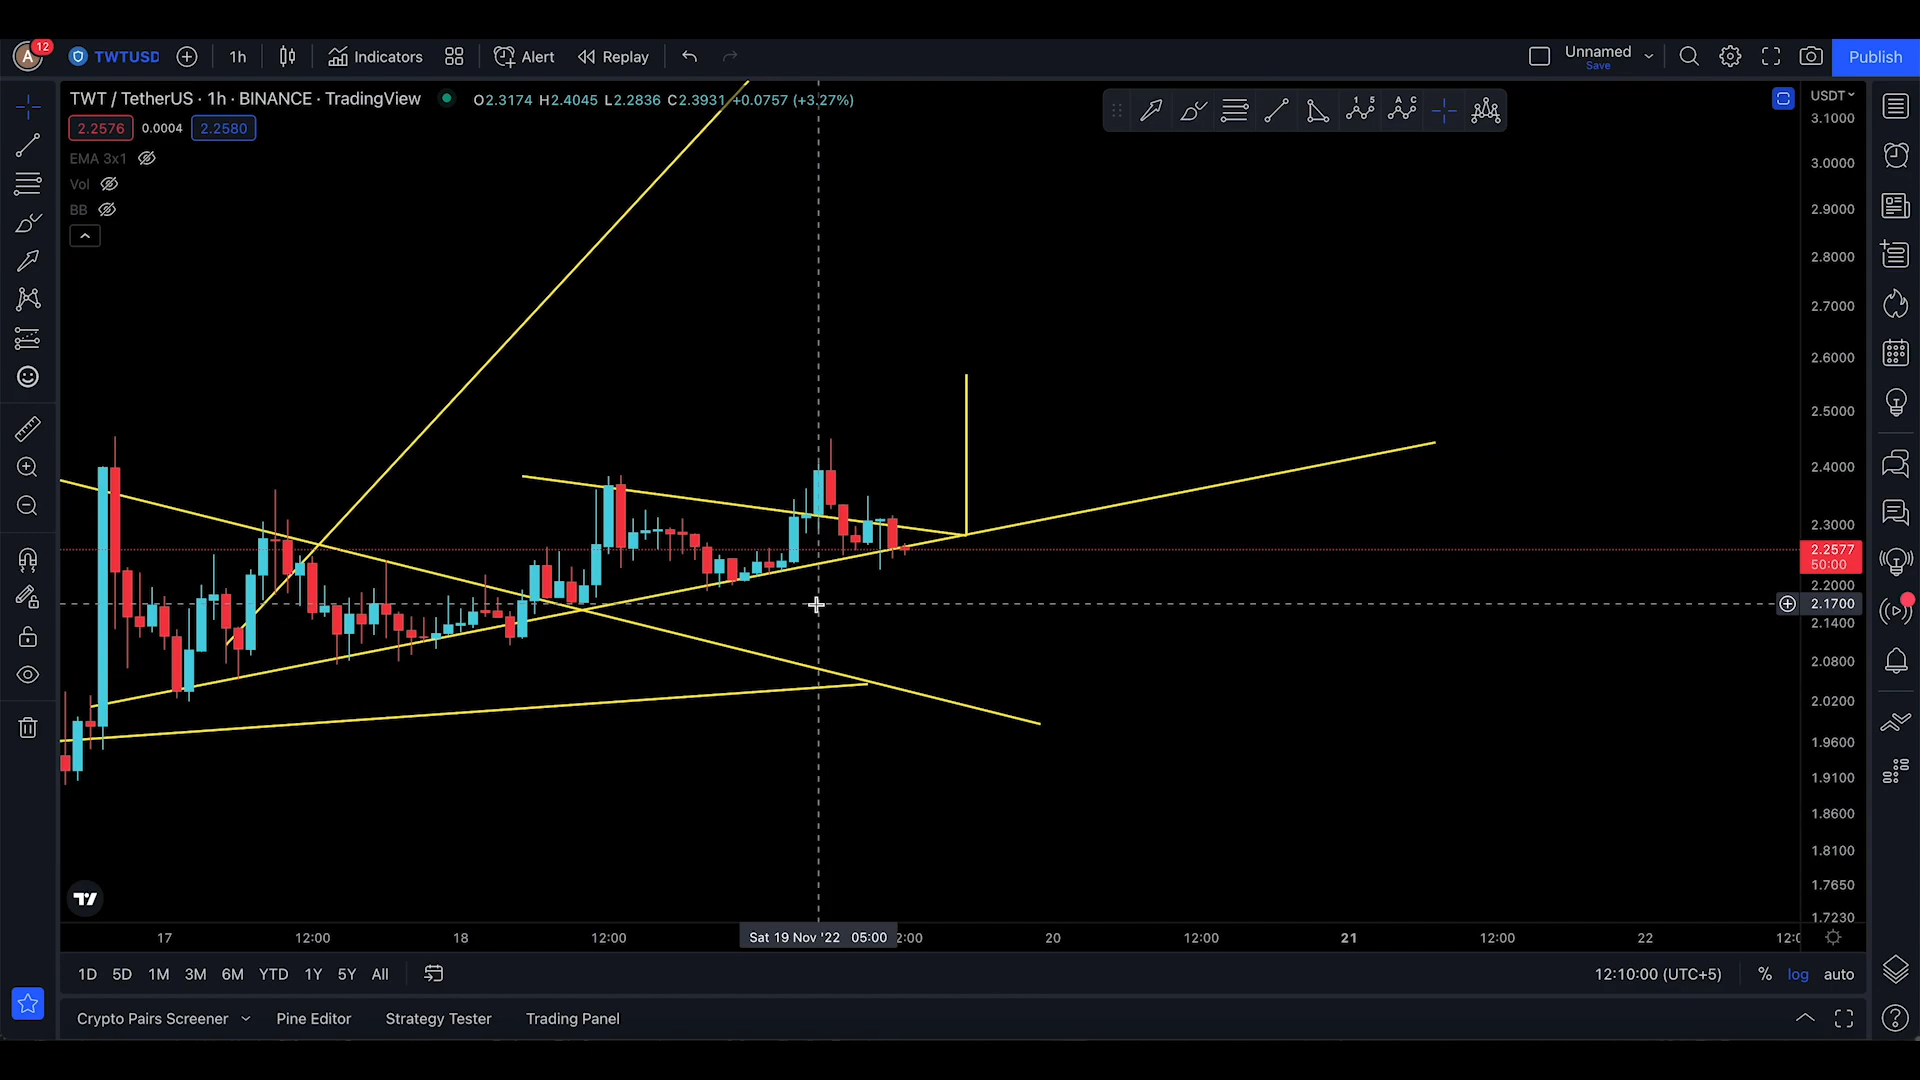 A 12 TWTUSD 1h Indicators Alert Replay Unnamed Save Publish
TWT / TetherUS · 1h · BINANCE · TradingView O2.3174 H2.4045 L2.2836 C2.3931 +0.0757 (+3.27%)
2.2576 0.0004 2.2580
EMA 3x1
Vol
BB
1 5 A C
USDT
3.1000
3.0000
2.9000
2.8000
2.7000
2.6000
2.5000
2.4000
2.3000
2.2577
50:00
2.2000
2.1700
2.1400
2.0800
2.0200
1.9600
1.9100
1.8600
1.8100
1.7650
1.7230
17 12:00 18 12:00 Sat 19 Nov '22 05:00 2:00 20 12:00 21 12:00 22 12:0
1D 5D 1M 3M 6M YTD 1Y 5Y All 12:10:00 (UTC+5) % log auto
Crypto Pairs Screener Pine Editor Strategy Tester Trading Panel